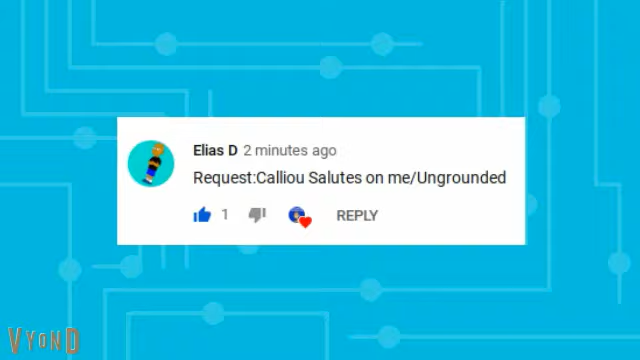 Elias D 2 minutes ago
Request:Calliou Salutes on me/Ungrounded
1 REPLY
VYOND